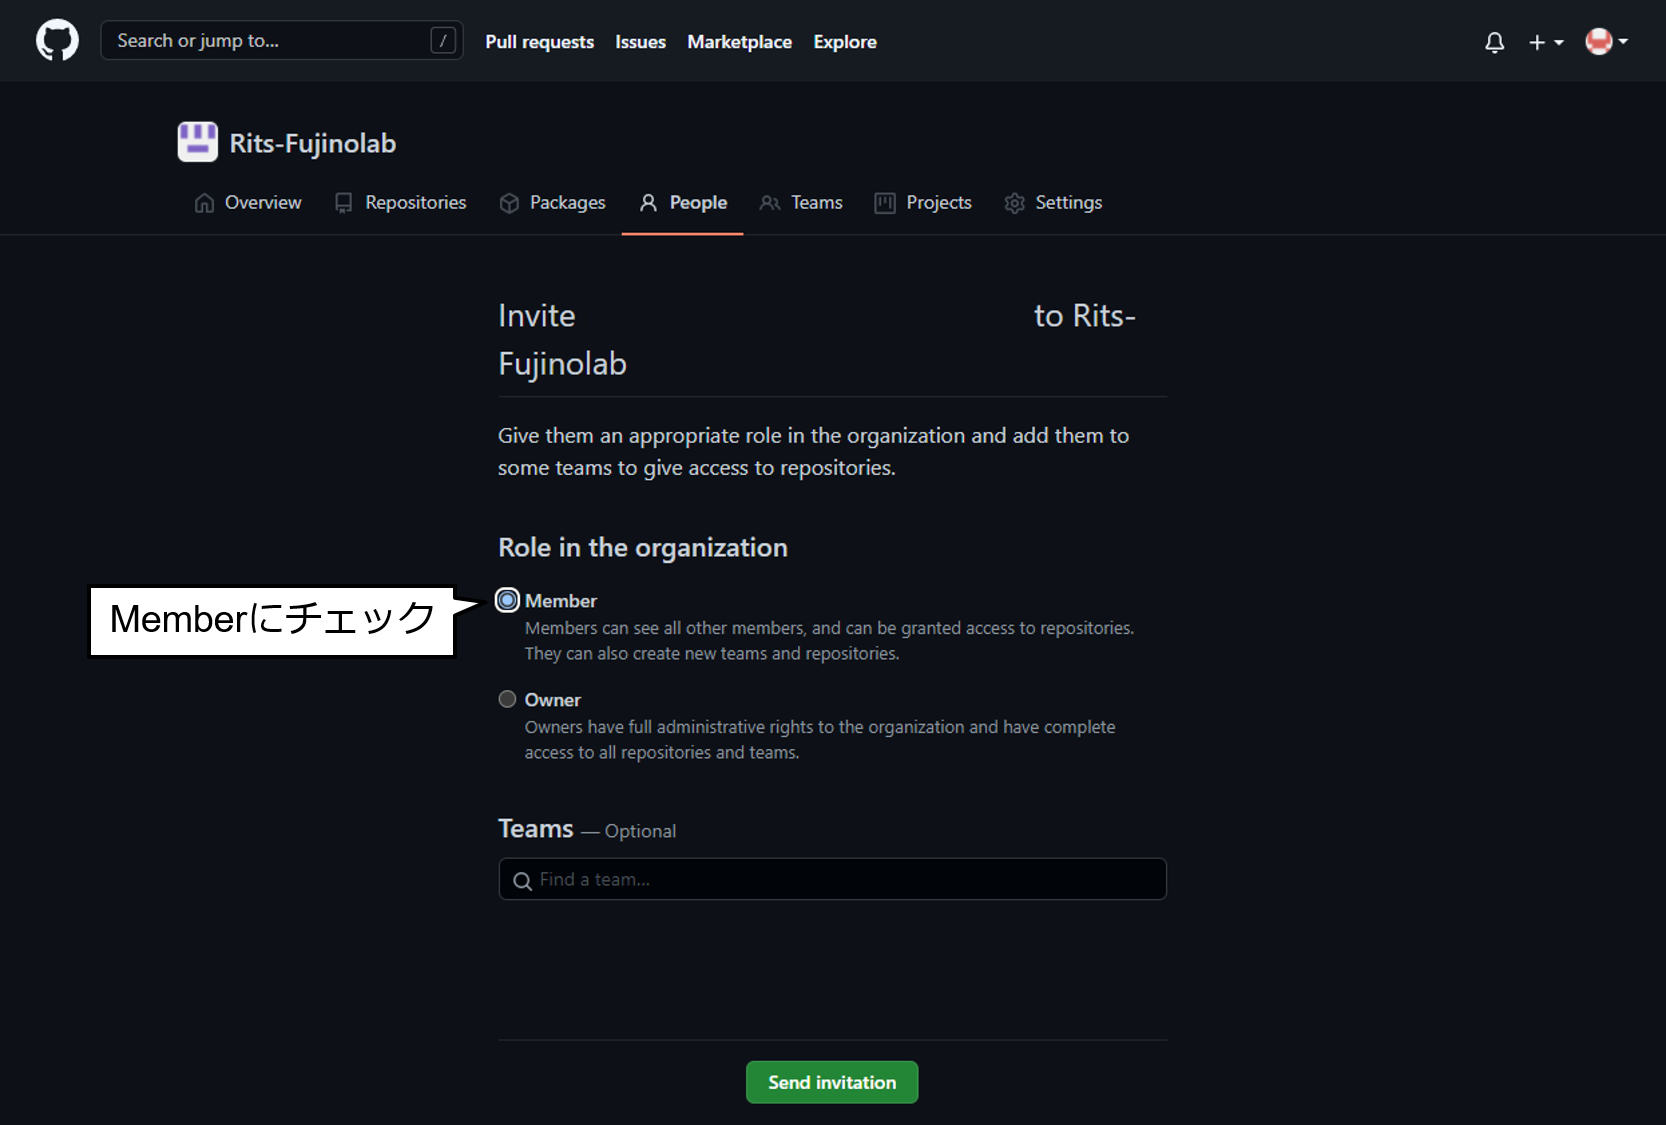 Search or jump to... /
Pull requests Issues Marketplace Explore
Rits-Fujinolab
Overview Repositories Packages People Teams Projects Settings
Invite to Rits-
Fujinolab
Give them an appropriate role in the organization and add them to
some teams to give access to repositories.
Role in the organization
Memberにチェック
Member
Members can see all other members, and can be granted access to repositories.
They can also create new teams and repositories.
Owner
Owners have full administrative rights to the organization and have complete
access to all repositories and teams.
Teams — Optional
Find a team...
Send invitation